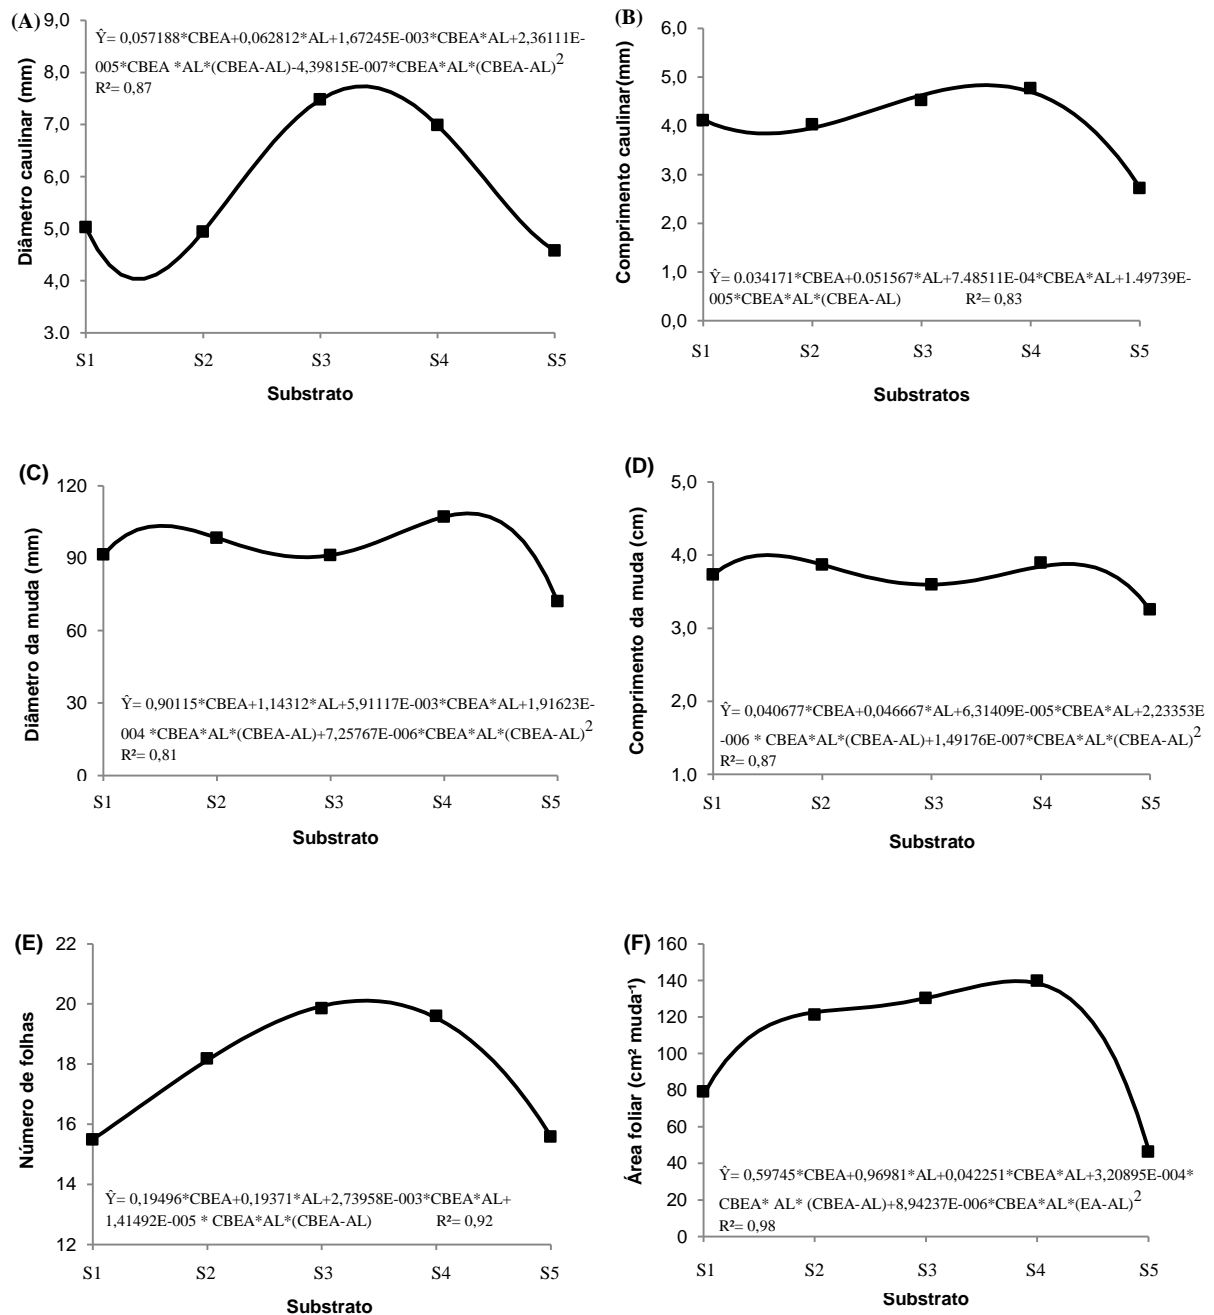 (A)
9,0
8,0
7,0
6,0
5,0
4,0
3.0
Diâmetro caulinar (mm)
Ŷ= 0,057188*CBEA+0,062812*AL+1,67245E-003*CBEA*AL+2,36111E-
005*CBEA *AL*(CBEA-AL)-4,39815E-007*CBEA*AL*(CBEA-AL)²
R²= 0,87
S1 S2 S3 S4 S5
Substrato
(B)
6,0
5,0
4,0
3,0
2,0
1,0
0,0
Comprimento caulinar(mm)
Ŷ= 0.034171*CBEA+0.051567*AL+7.48511E-04*CBEA*AL+1.49739E-
005*CBEA*AL*(CBEA-AL) R²= 0,83
S1 S2 S3 S4 S5
Substratos
(C)
120
90
60
30
0
Diâmetro da muda (mm)
Ŷ= 0,90115*CBEA+1,14312*AL+5,91117E-003*CBEA*AL+1,91623E-
004 *CBEA*AL*(CBEA-AL)+7,25767E-006*CBEA*AL*(CBEA-AL)²
R²= 0,81
S1 S2 S3 S4 S5
Substrato
(D)
5,0
4,0
3,0
2,0
1,0
Comprimento da muda (cm)
Ŷ= 0,040677*CBEA+0,046667*AL+6,31409E-005*CBEA*AL+2,23353E
-006 * CBEA*AL*(CBEA-AL)+1,49176E-007*CBEA*AL*(CBEA-AL)²
R²= 0,87
S1 S2 S3 S4 S5
Substrato
(E)
22
20
18
16
14
12
Número de folhas
Ŷ= 0,19496*CBEA+0,19371*AL+2,73958E-003*CBEA*AL+
1,41492E-005 * CBEA*AL*(CBEA-AL) R²= 0,92
S1 S2 S3 S4 S5
Substrato
(F)
160
140
120
100
80
60
40
20
0
Área foliar (cm² muda⁻¹)
Ŷ= 0,59745*CBEA+0,96981*AL+0,042251*CBEA*AL+3,20895E-004*
CBEA* AL* (CBEA-AL)+8,94237E-006*CBEA*AL*(EA-AL)²
R²= 0,98
S1 S2 S3 S4 S5
Substrato